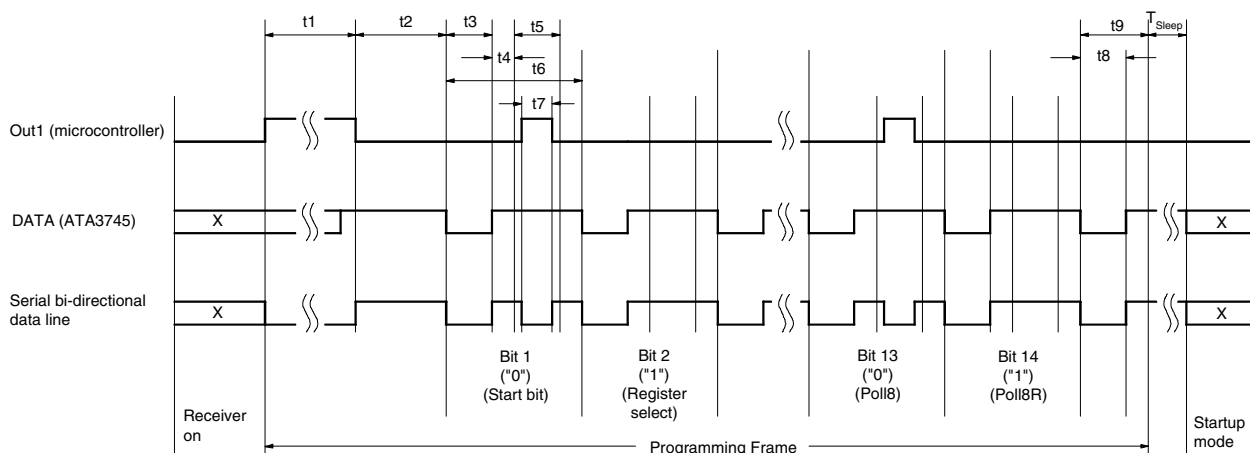 t1
t2
t3
t5
t9
T Sleep
t4
t8
t6
t7
Out1 (microcontroller)
DATA (ATA3745)
X
X
Serial bi-directional
data line
X
X
Bit 1
("0")
(Start bit)
Bit 2
("1")
(Register
select)
Bit 13
("0")
(Poll8)
Bit 14
("1")
(Poll8R)
Receiver
on
Startup
mode
Programming Frame